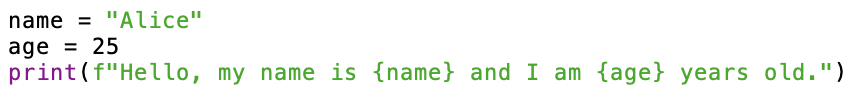 name = "Alice"
age = 25
print(f"Hello, my name is {name} and I am {age} years old.")